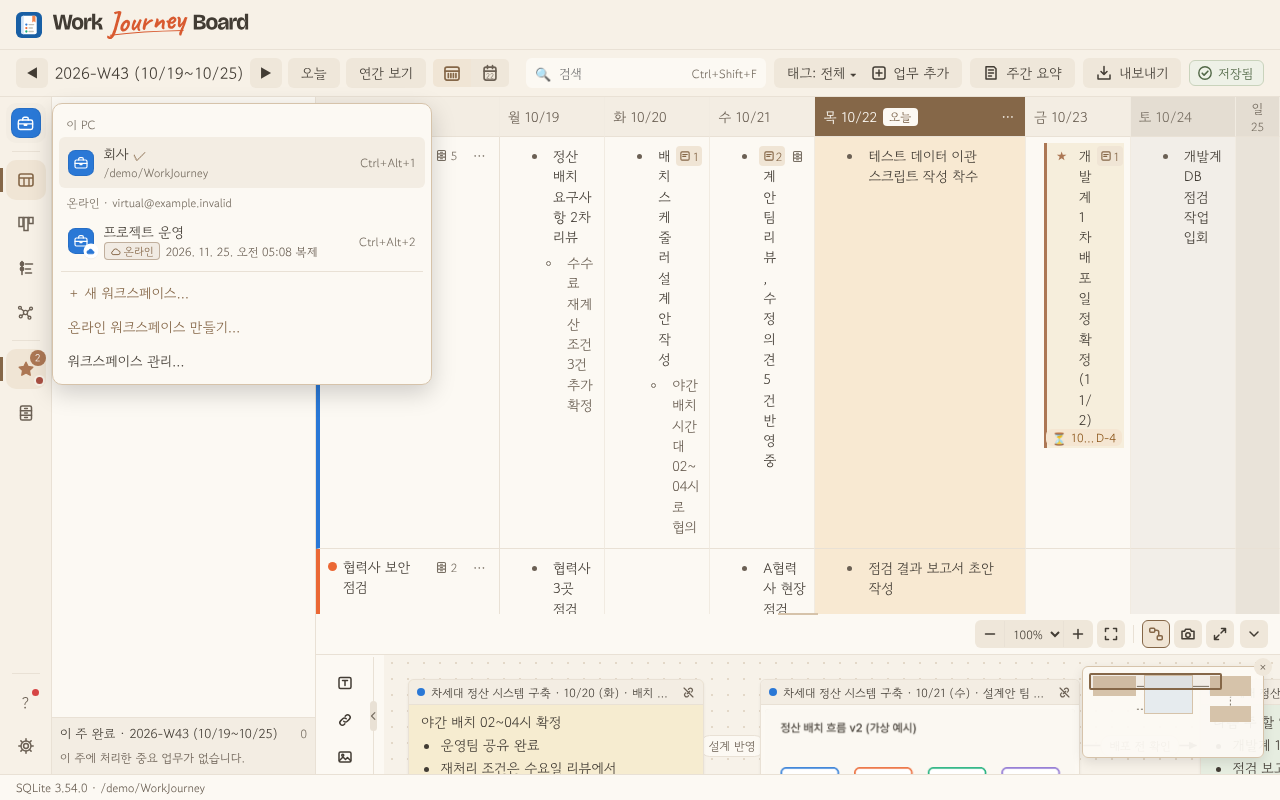 Work Journey Board
2026-W43 (10/19~10/25)
오늘
연간 보기
검색
Ctrl+Shift+F
태그: 전체
업무 추가
주간 요약
내보내기
저장됨
이 PC
회사
Ctrl+Alt+1
/demo/WorkJourney
온라인 · virtual@example.invalid
프로젝트 운영
Ctrl+Alt+2
온라인
2026. 11. 25. 오전 05:08 복제
+ 새 워크스페이스...
온라인 워크스페이스 만들기...
워크스페이스 관리...
2
월 10/19
화 10/20
수 10/21
목 10/22
오늘
금 10/23
토 10/24
일
25
5
정산
배치
요구사
항 2차
리뷰
수수
료
재계
산
조건
3건
추가
확정
1
배
치
스
케
줄
러
설
계
안
작
성
야간
배치
시간
대
02~
04시
로
협의
2
계
안
팀
리
뷰
,
수
정
의
견
5
건
반
영
중
테스트 데이터 이관
스크립트 작성 착수
개
1
발
계
1
차
배
포
일
정
확
정
(1
1/
2)
10... D-4
개발계
DB
점검
작업
입회
협력사 보안
점검
2
협력사
3곳
점검
A협력
사 현장
점검
점검 결과 보고서 초안
작성
100%
차세대 정산 시스템 구축 · 10/20 (화) · 배치 ...
야간 배치 02~04시 확정
운영팀 공유 완료
재처리 조건은 수요일 리뷰에서
설계 반영
차세대 정산 시스템 구축 · 10/21 (수) · 설계안 팀 ...
정산 배치 흐름 v2 (가상 예시)
점검 보고
이 주 완료 · 2026-W43 (10/19~10/25)
0
이 주에 처리한 중요 업무가 없습니다.
SQLite 3.54.0 · /demo/WorkJourney